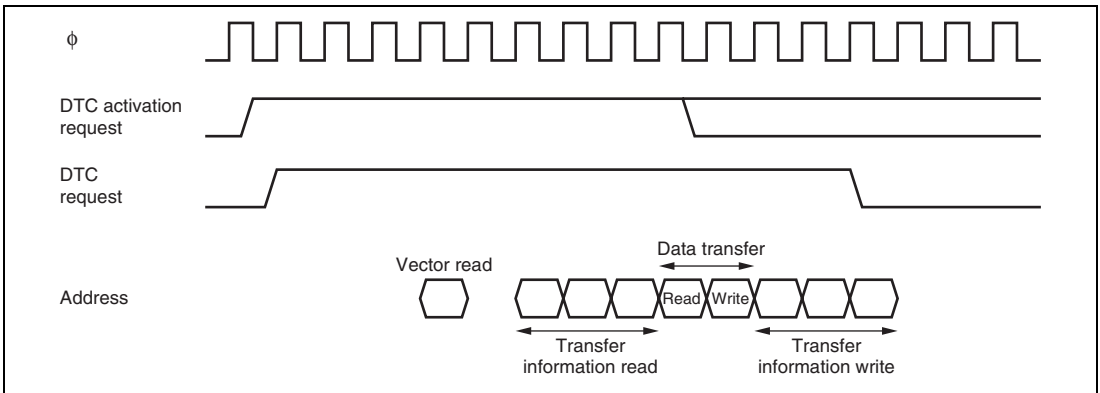 ϕ
DTC activation
request
DTC
request
Data transfer
Vector read
Address
Read
Write
Transfer
information read
Transfer
information write